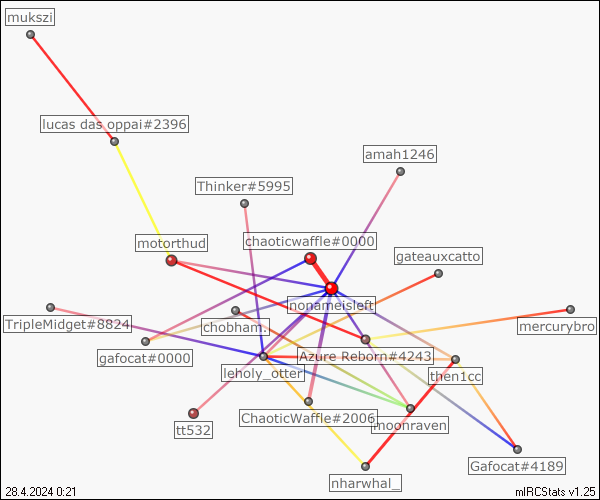 mukszi
lucas das oppai#2396
amah1246
Thinker#5995
motorthud
chaoticwaffle#0000
gateauxcatto
nonameisleft
TripleMidget#8824
chobham.
mercurybro
gafocat#0000
Azure Reborn#4243
leholy_otter
then1cc
ChaoticWaffle#2006
moonraven
tt532
Gafocat#4189
nharwhal_
28.4.2024 0:21
mIRCStats v1.25